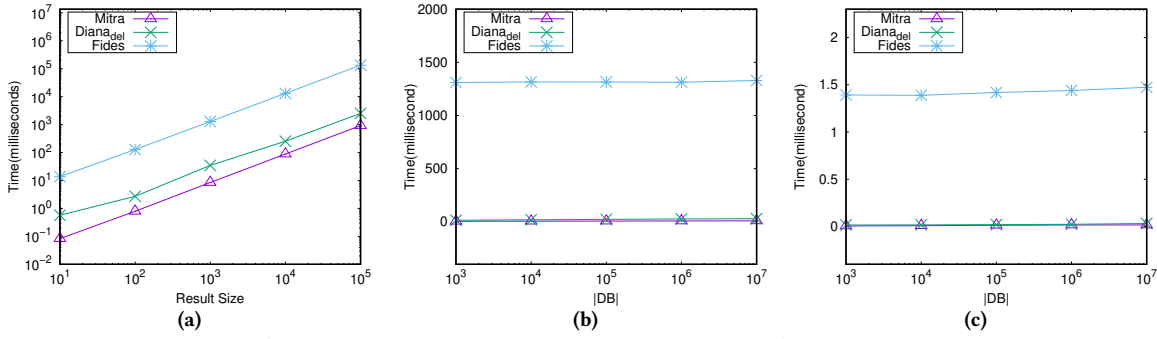 10^7
10^6
10^5
10^4
10^3
10^2
10^1
10^0
10^-1
10^-2
Time(milliseconds)
Mitra
Diana_del
Fides
10^1 10^2 10^3 10^4 10^5
Result Size
(a)
2000
1500
1000
500
0
Time(millisecond)
Mitra
Diana_del
Fides
10^3 10^4 10^5 10^6 10^7
|DB|
(b)
2
1.5
1
0.5
0
Time(millisecond)
Mitra
Diana_del
Fides
10^3 10^4 10^5 10^6 10^7
|DB|
(c)